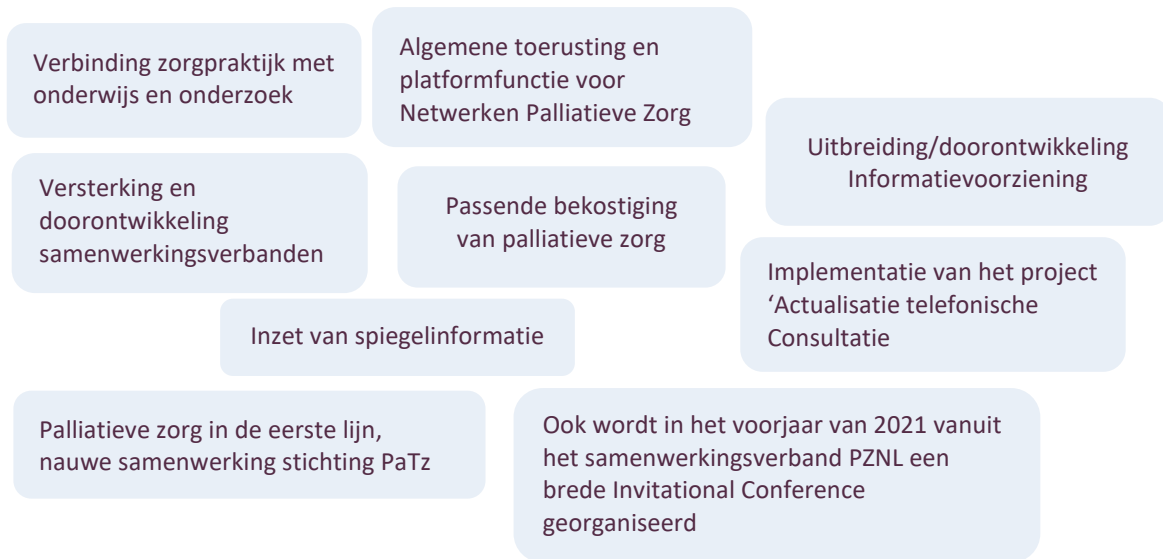 Verbinding zorgpraktijk met
onderwijs en onderzoek
Algemene toerusting en
platformfunctie voor
Netwerken Palliatieve Zorg
Uitbreiding/doorontwikkeling
Informatievoorziening
Versterking en
doorontwikkeling
samenwerkingsverbanden
Passende bekostiging
van palliatieve zorg
Implementatie van het project
‘Actualisatie telefonische
Consultatie
Inzet van spiegelinformatie
Palliatieve zorg in de eerste lijn,
nauwe samenwerking stichting PaTz
Ook wordt in het voorjaar van 2021 vanuit
het samenwerkingsverband PZNL een
brede Invitational Conference
georganiseerd